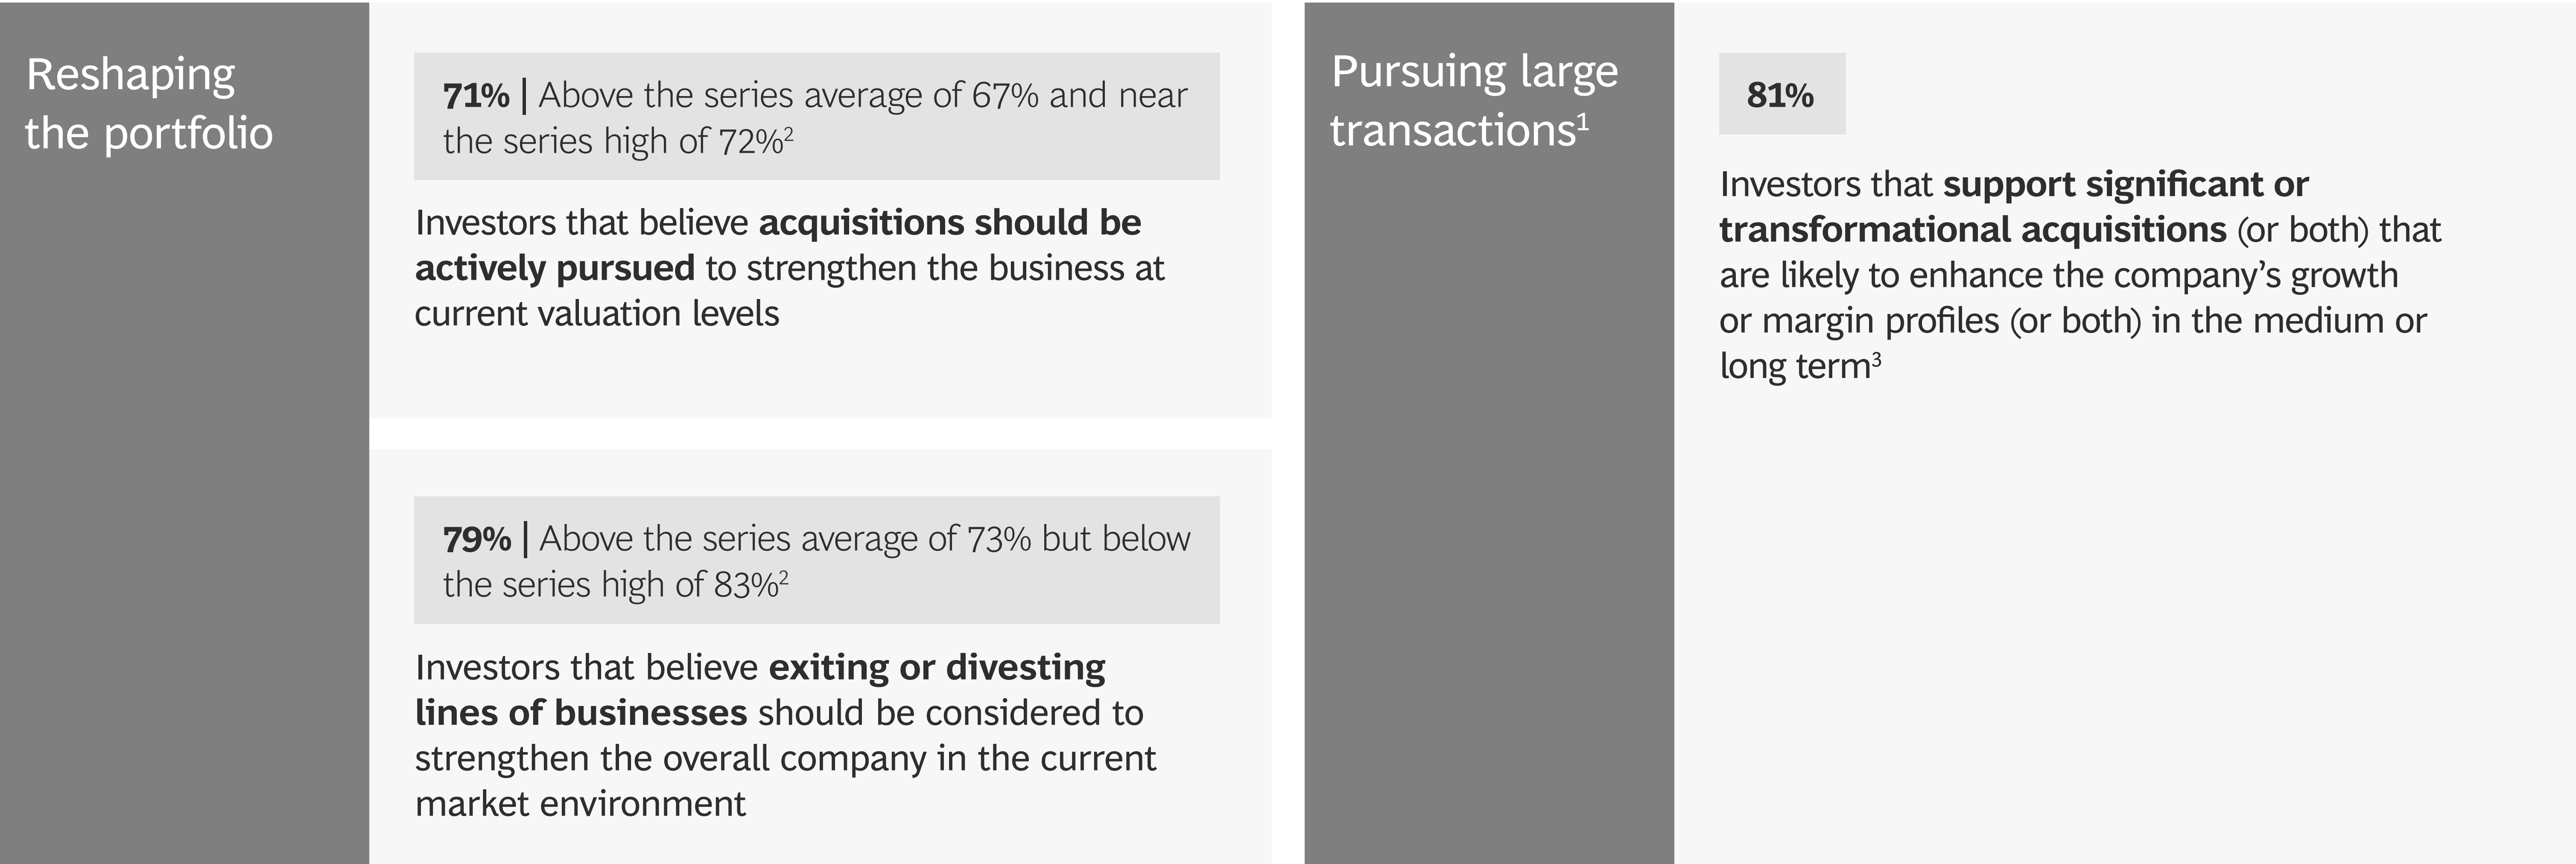 Reshaping
the portfolio
71% | Above the series average of 67% and near
the series high of 72%²
Investors that believe acquisitions should be
actively pursued to strengthen the business at
current valuation levels
79% | Above the series average of 73% but below
the series high of 83%²
Investors that believe exiting or divesting
lines of businesses should be considered to
strengthen the overall company in the current
market environment
Pursuing large
transactions¹
81%
Investors that support significant or
transformational acquisitions (or both) that
are likely to enhance the company’s growth
or margin profiles (or both) in the medium or
long term³